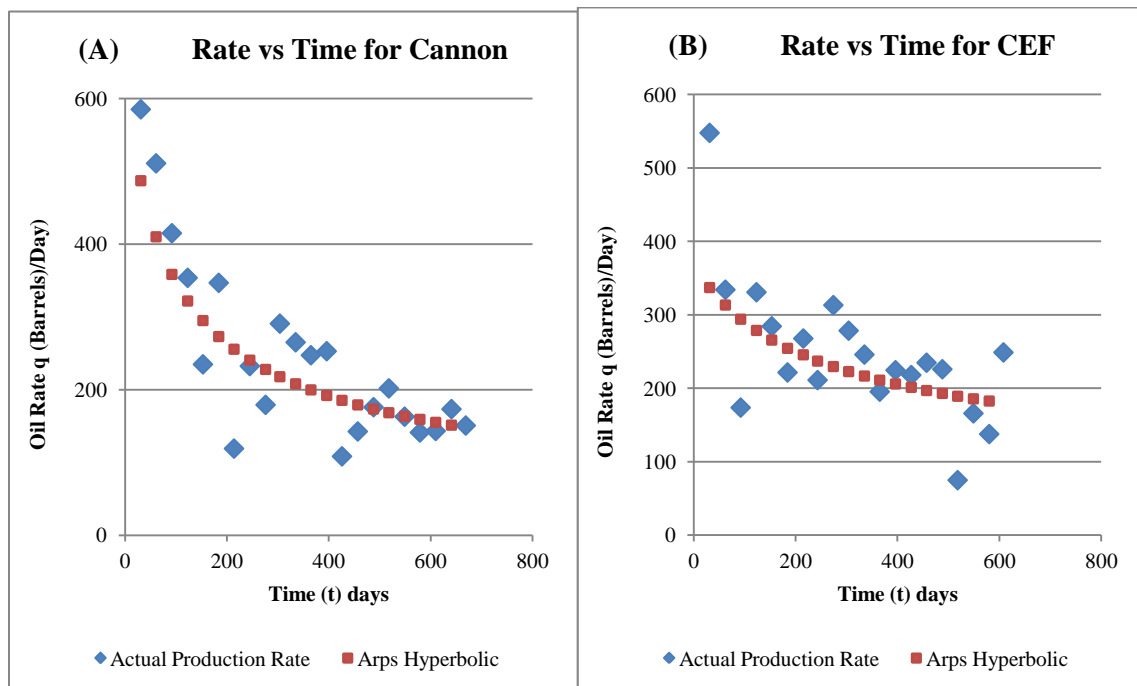 (A) Rate vs Time for Cannon
600
400
200
0
0 200 400 600 800
Oil Rate q (Barrels)/Day)
Time (t) days
Actual Production Rate Arps Hyperbolic
(B) Rate vs Time for CEF
600
500
400
300
200
100
0
0 200 400 600 800
Oil Rate q (Barrels)/Day)
Time (t) days
Actual Production Rate Arps Hyperbolic